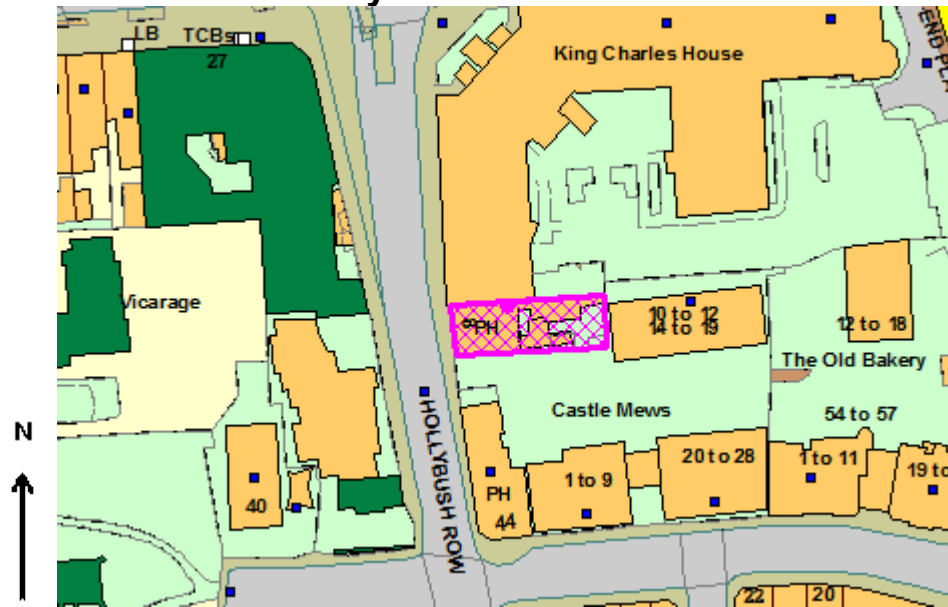 LB
TCBs
27
King Charles House
END PLA
Vicarage
PH
10 to 12
14 to 19
12 to 18
The Old Bakery
Castle Mews
54 to 57
N
HOLLYBUSH ROW
40
PH
44
1 to 9
20 to 28
1 to 11
19 to
22
20